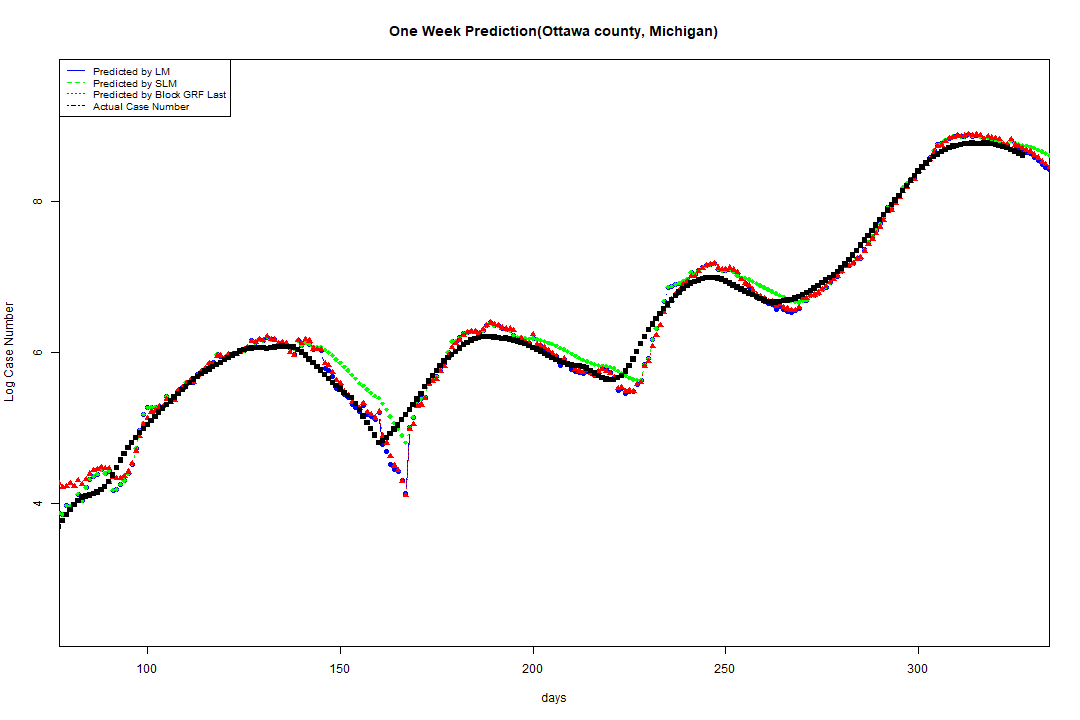 One Week Prediction(Ottawa county, Michigan)
Predicted by LM
Predicted by SLM
Predicted by Block GRF Last
Actual Case Number
Log Case Number
8
6
4
100 150 200 250 300
days